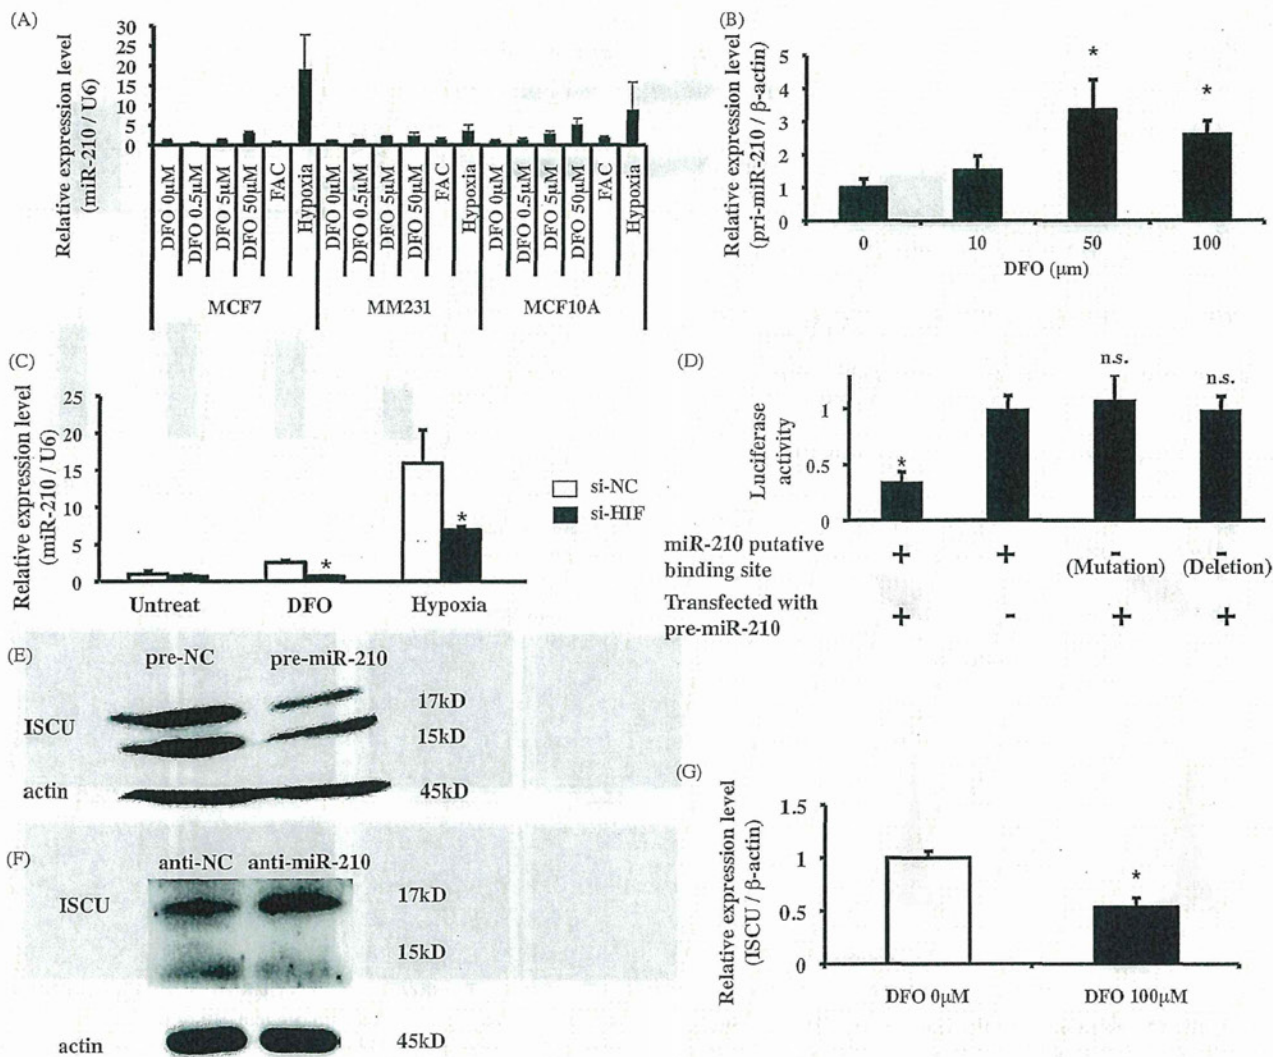 (A)
Relative expression level
(miR-210 / U6)
30
25
20
15
10
5
0
DFO 0μM
DFO 0.5μM
DFO 5μM
DFO 50μM
FAC
Hypoxia
DFO 0μM
DFO 0.5μM
DFO 5μM
DFO 50μM
FAC
Hypoxia
DFO 0μM
DFO 0.5μM
DFO 5μM
DFO 50μM
FAC
Hypoxia
MCF7
MM231
MCF10A
(B)
Relative expression level
(pri-miR-210 / β-actin)
5
4
3
2
1
0
*
*
0
10
50
100
DFO (μm)
(C)
Relative expression level
(miR-210 / U6)
25
20
15
10
5
0
*
*
Untreat
DFO
Hypoxia
si-NC
si-HIF
(D)
Luciferase
activity
1
0.5
0
*
n.s.
n.s.
miR-210 putative
binding site
+ + - -
(Mutation) (Deletion)
Transfected with
pre-miR-210
+ - + +
(E)
pre-NC pre-miR-210
ISCU
17kD
15kD
actin
45kD
(F)
anti-NC anti-miR-210
ISCU
17kD
15kD
actin
45kD
(G)
Relative expression level
(ISCU / β-actin)
1.5
1
0.5
0
*
DFO 0μM
DFO 100μM